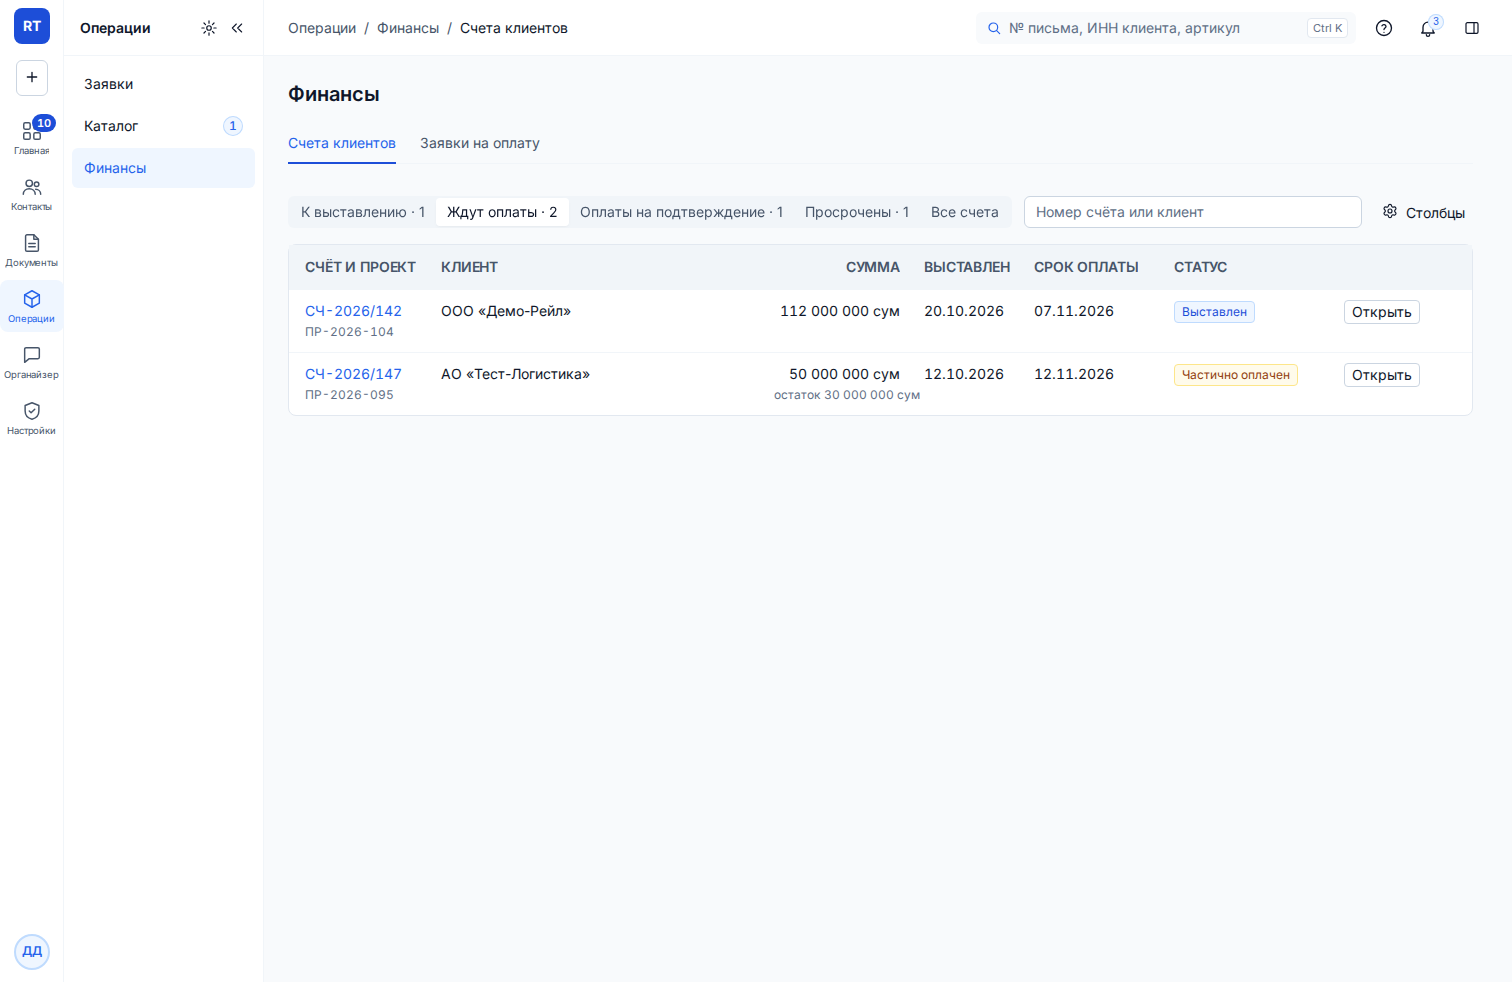 RT
Операции
Операции / Финансы / Счета клиентов
№ письма, ИНН клиента, артикул
Ctrl K
3
10
Главная
Контакты
Документы
Операции
Органайзер
Настройки
ДД
Заявки
Каталог
1
Финансы
Финансы
Счета клиентов
Заявки на оплату
К выставлению · 1
Ждут оплаты · 2
Оплаты на подтверждение · 1
Просрочены · 1
Все счета
Номер счёта или клиент
Столбцы
СЧЁТ И ПРОЕКТ КЛИЕНТ СУММА ВЫСТАВЛЕН СРОК ОПЛАТЫ СТАТУС
СЧ-2026/142 ООО «Демо-Рейл» 112 000 000 сум 20.10.2026 07.11.2026 Выставлен Открыть
ПР-2026-104
СЧ-2026/147 АО «Тест-Логистика» 50 000 000 сум 12.10.2026 12.11.2026 Частично оплачен Открыть
ПР-2026-095 остаток 30 000 000 сум